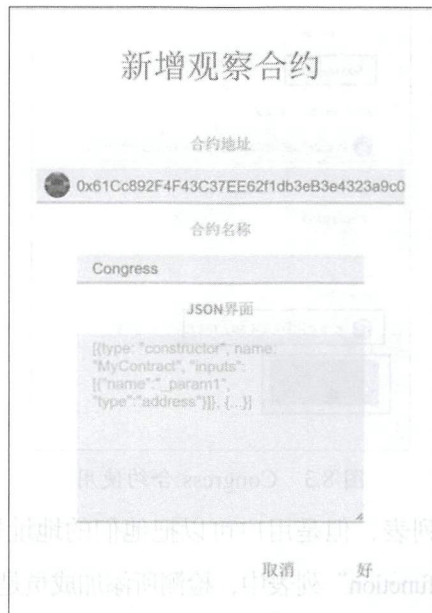 新增观察合约
合约地址
0x61Cc892F4F43C37EE62f1db3eB3e4323a9c0
合约名称
Congress
JSON界面
[{type: "constructor", name:
"MyContract", "inputs":
[{"name":"_param1",
"type":"address"}]}, {...}]
取消 好